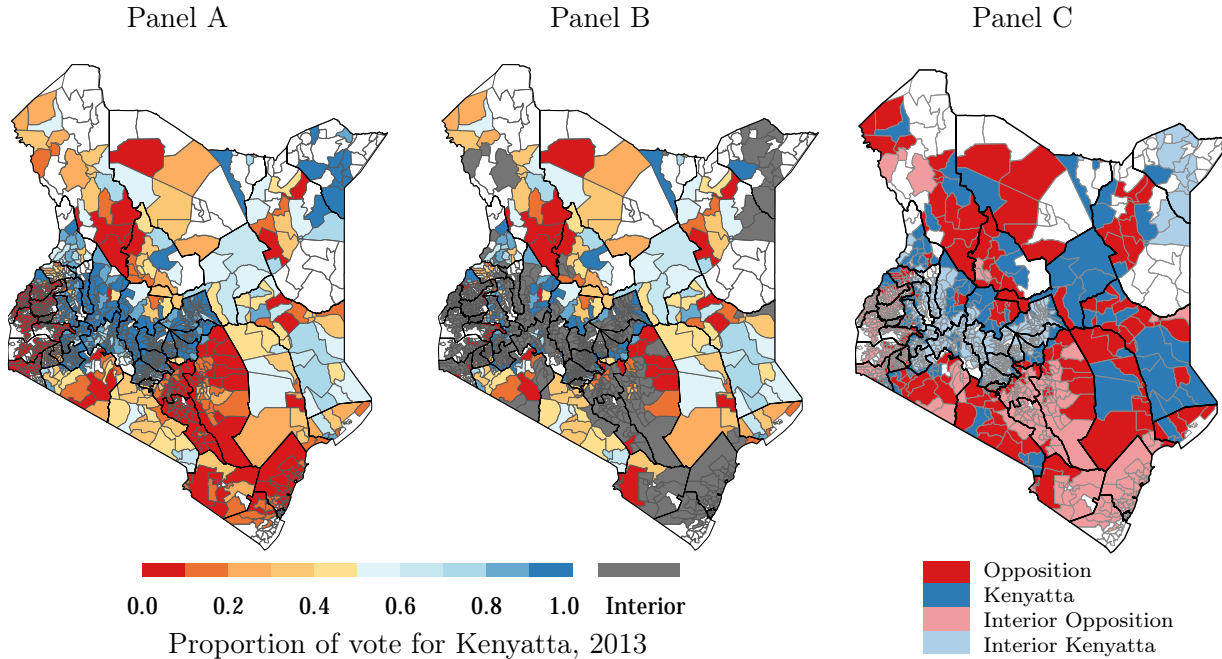 Panel A
Panel B
Panel C
0.0 0.2 0.4 0.6 0.8 1.0 Interior
Proportion of vote for Kenyatta, 2013
Opposition
Kenyatta
Interior Opposition
Interior Kenyatta